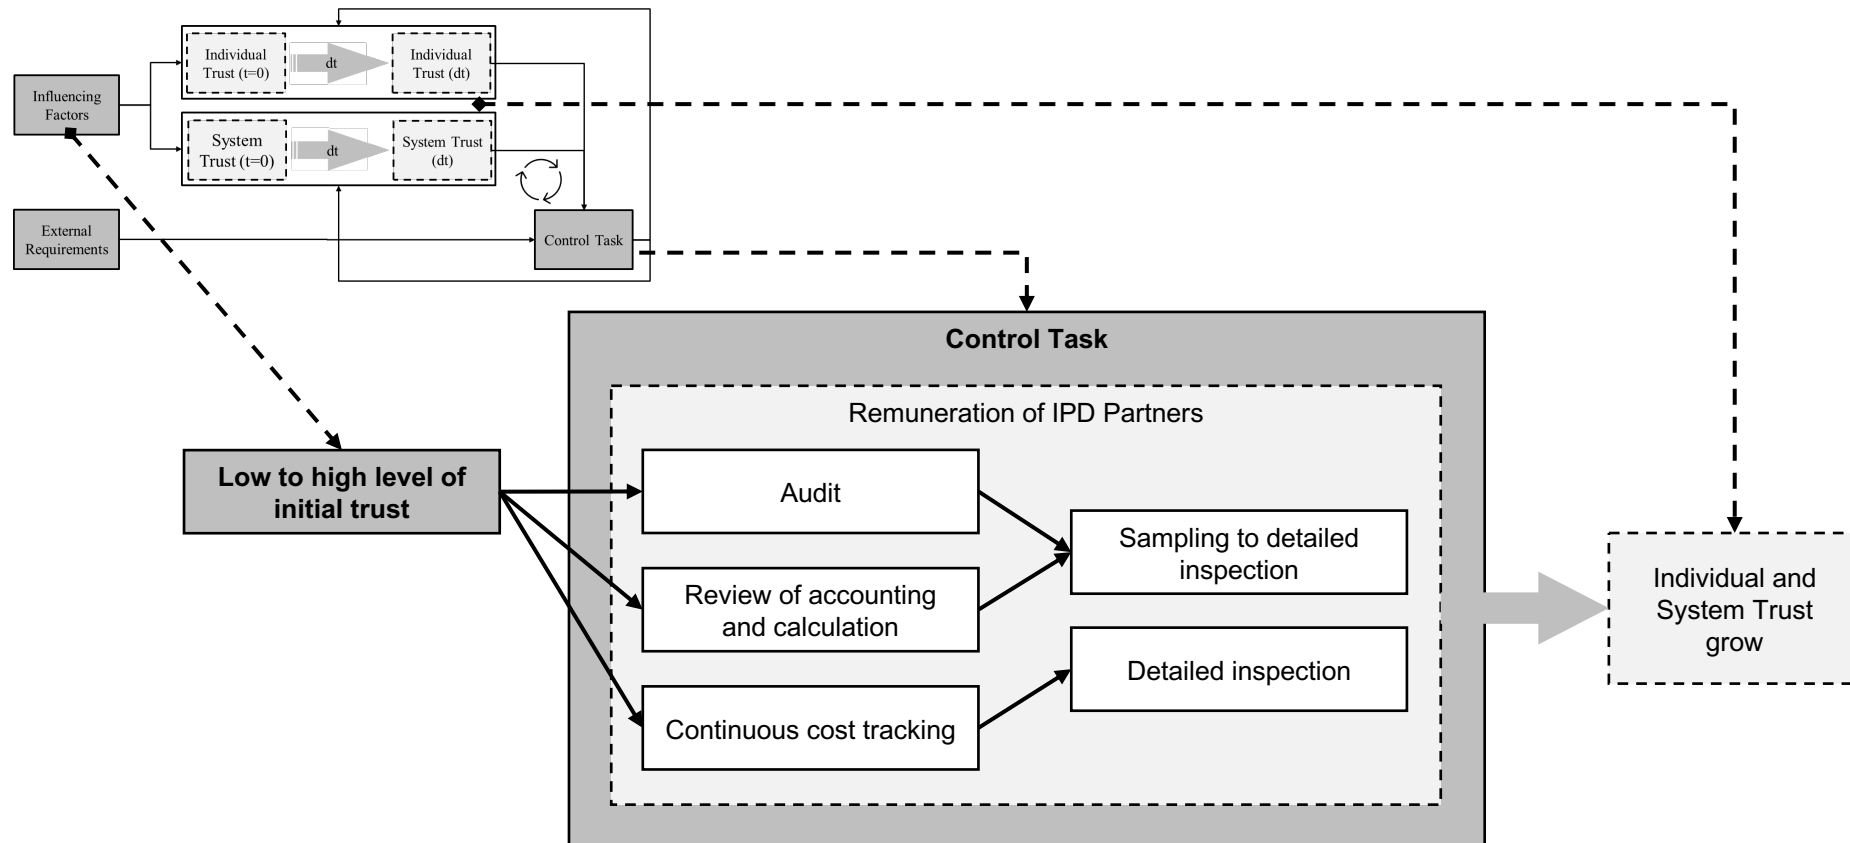 Individual
Trust (t=0)
dt
Individual
Trust (dt)
Influencing
Factors
System
Trust (t=0)
dt
System Trust
(dt)
External
Requirements
Control Task
Control Task
Remuneration of IPD Partners
Low to high level of
initial trust
Audit
Sampling to detailed
inspection
Review of accounting
and calculation
Detailed inspection
Continuous cost tracking
Individual and
System Trust
grow